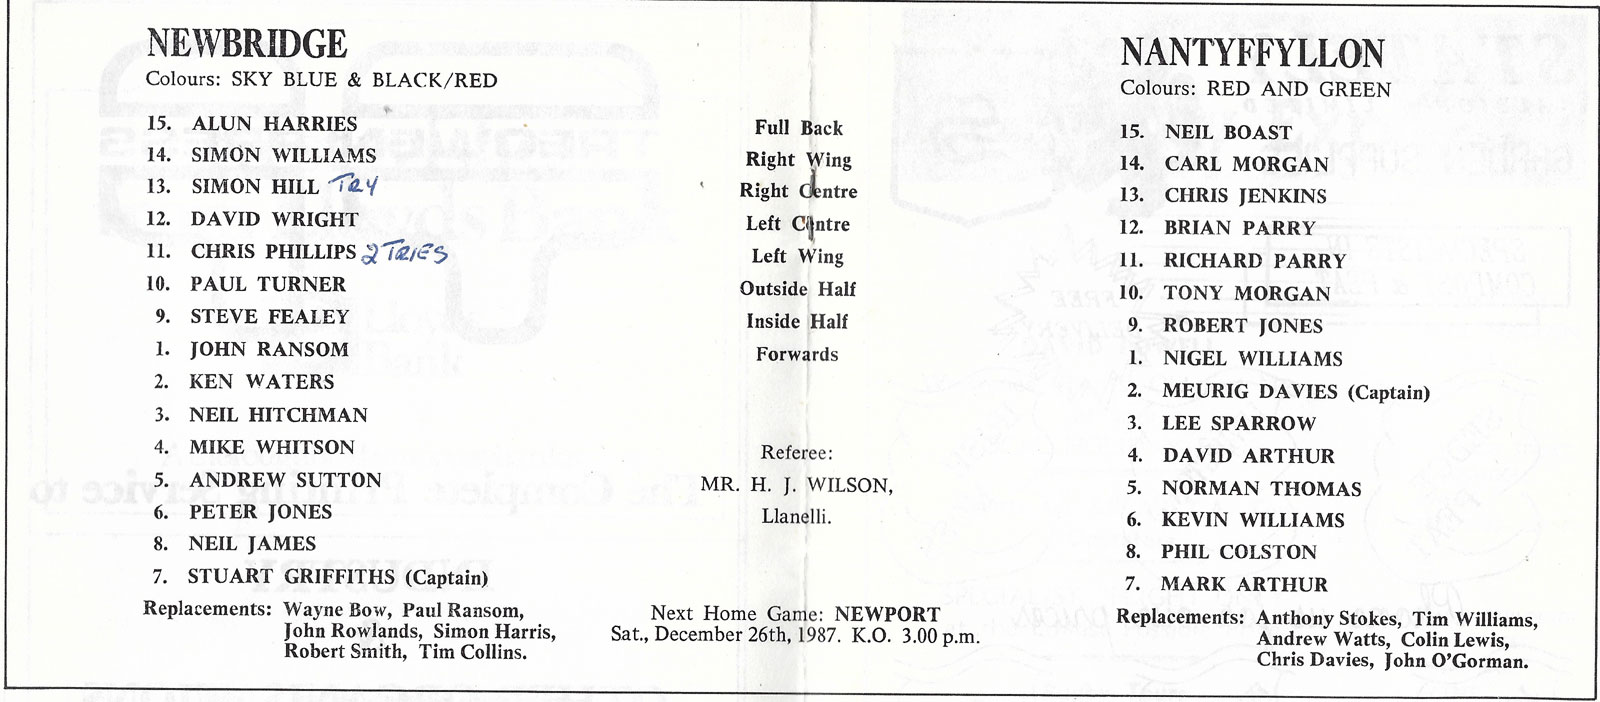 NEWBRIDGE
Colours: SKY BLUE & BLACK/RED
15. ALUN HARRIES
14. SIMON WILLIAMS
13. SIMON HILL TRY
12. DAVID WRIGHT
11. CHRIS PHILLIPS 2 TRIES
10. PAUL TURNER
9. STEVE FEALEY
1. JOHN RANSOM
2. KEN WATERS
3. NEIL HITCHMAN
4. MIKE WHITSON
5. ANDREW SUTTON
6. PETER JONES
8. NEIL JAMES
7. STUART GRIFFITHS (Captain)
Replacements: Wayne Bow, Paul Ransom,
John Rowlands, Simon Harris,
Robert Smith, Tim Collins.
Full Back
Right Wing
Right Centre
Left Centre
Left Wing
Outside Half
Inside Half
Forwards
Referee:
MR. H. J. WILSON,
Llanelli.
Next Home Game: NEWPORT
Sat., December 26th, 1987. K.O. 3.00 p.m.
NANTYFFYLLON
Colours: RED AND GREEN
15. NEIL BOAST
14. CARL MORGAN
13. CHRIS JENKINS
12. BRIAN PARRY
11. RICHARD PARRY
10. TONY MORGAN
9. ROBERT JONES
1. NIGEL WILLIAMS
2. MEURIG DAVIES (Captain)
3. LEE SPARROW
4. DAVID ARTHUR
5. NORMAN THOMAS
6. KEVIN WILLIAMS
8. PHIL COLSTON
7. MARK ARTHUR
Replacements: Anthony Stokes, Tim Williams,
Andrew Watts, Colin Lewis,
Chris Davies, John O'Gorman.